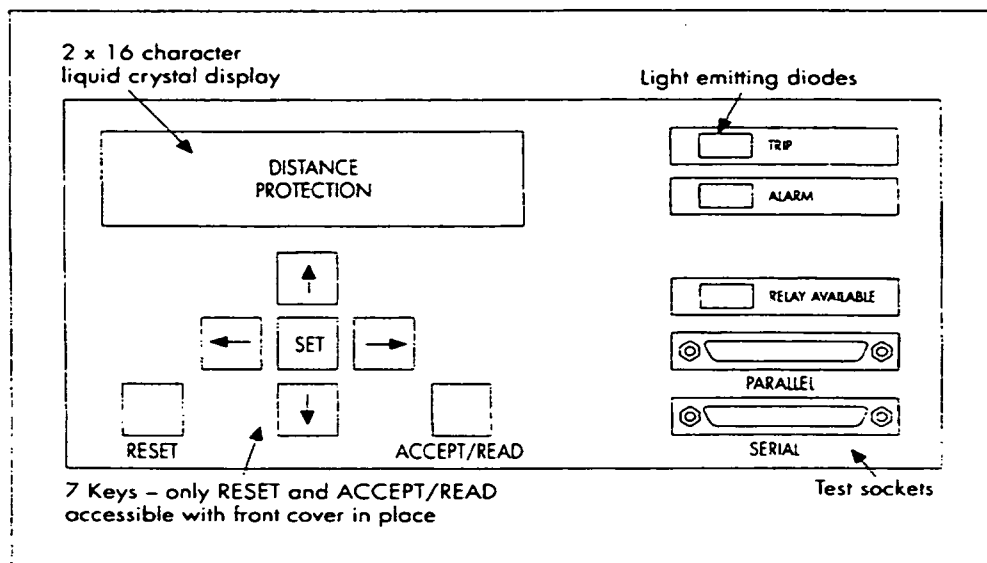 2 x 16 character
liquid crystal display
Light emitting diodes
DISTANCE
PROTECTION
TRIP
ALARM
RELAY AVAILABLE
SET
PARALLEL
RESET
ACCEPT/READ
SERIAL
7 Keys – only RESET and ACCEPT/READ
accessible with front cover in place
Test sockets